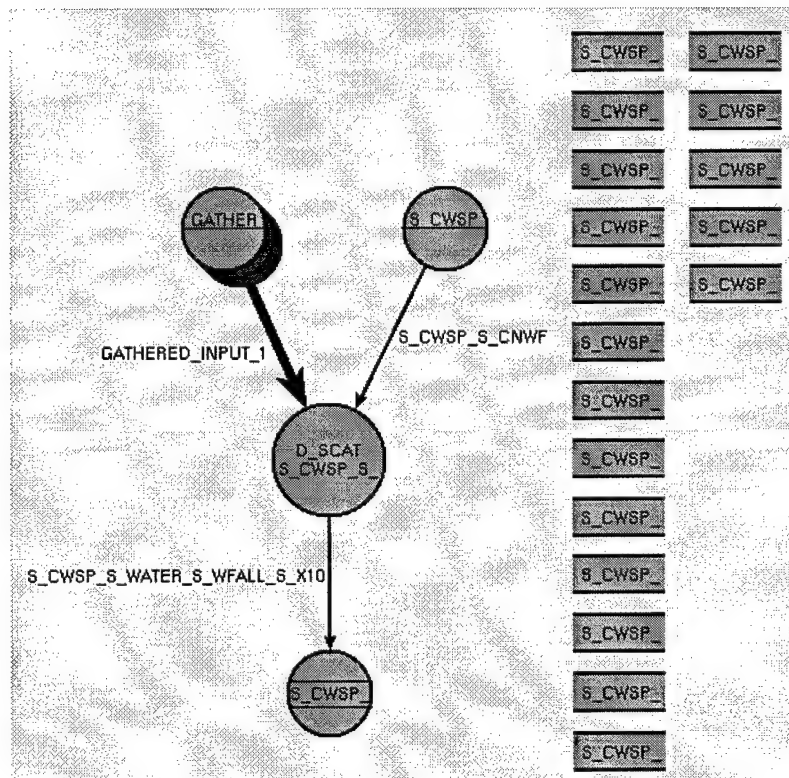 S_CWSP_ S_CWSP_
S_CWSP_ S_CWSP_
S_CWSP_ S_CWSP_
GATHER S_CWSP S_CWSP_ S_CWSP_
S_CWSP_ S_CWSP_
S_CWSP_S_CNWF S_CWSP_
GATHERED_INPUT_1
S_CWSP_
D_SCAT S_CWSP_
S_CWSP_S_
S_CWSP_
S_CWSP_S_WATER_S_WFALL_S_X10 S_CWSP_
S_CWSP_
S_CWSP_ S_CWSP_
S_CWSP_